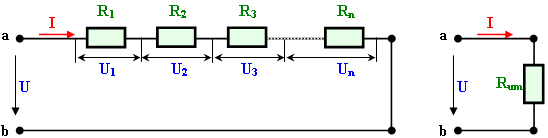 R1 R2 R3 Rn
a I a I
U1 U2 U3 Un
U U Rum
b b